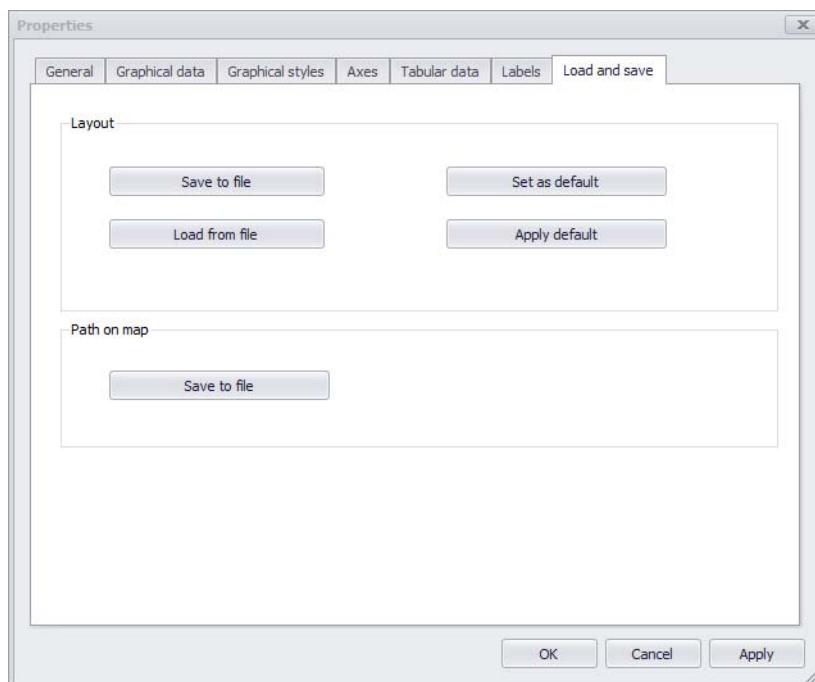 Properties
General Graphical data Graphical styles Axes Tabular data Labels Load and save
Layout
Save to file Set as default
Load from file Apply default
Path on map
Save to file
OK Cancel Apply